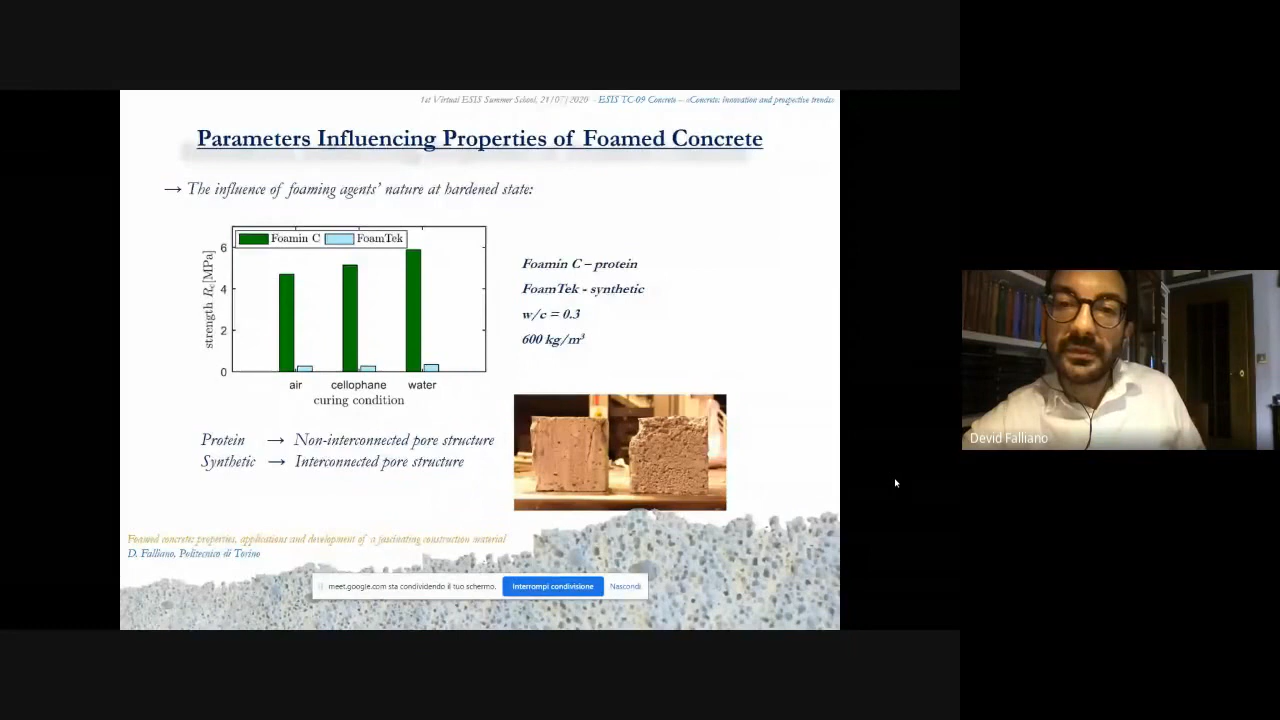 1st Virtual ESIS Summer School, 21/07/2020 - ESIS TC-09 Concrete – «Concrete: innovation and prospective trends»
Parameters Influencing Properties of Foamed Concrete
→ The influence of foaming agents' nature at hardened state:
Foamin C FoamTek
strength Rc[MPa]
6
4
2
0
air cellophane water
curing condition
Foamin C – protein
FoamTek - synthetic
w/c = 0.3
600 kg/m³
Protein → Non-interconnected pore structure
Synthetic → Interconnected pore structure
Foamed concrete: properties, applications and development of a fascinating construction material
D. Falliano, Politecnico di Torino
meet.google.com sta condividendo il tuo schermo. Interrompi condivisione Nascondi
Devid Falliano